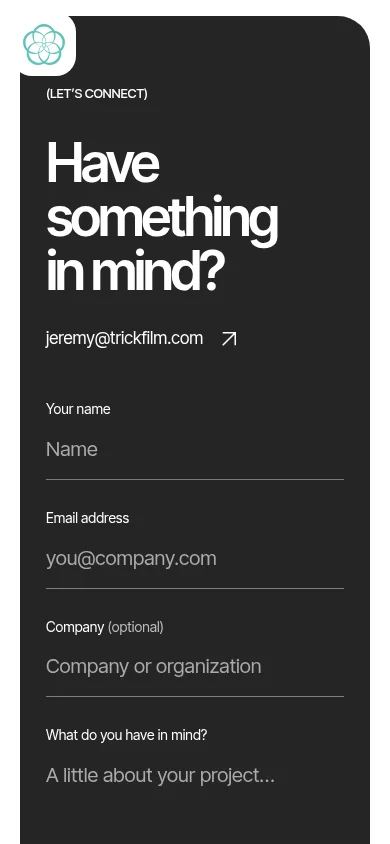 (LET'S CONNECT)
Have
something
in mind?
jeremy@trickfilm.com
Your name
Name
Email address
you@company.com
Company (optional)
Company or organization
What do you have in mind?
A little about your project...